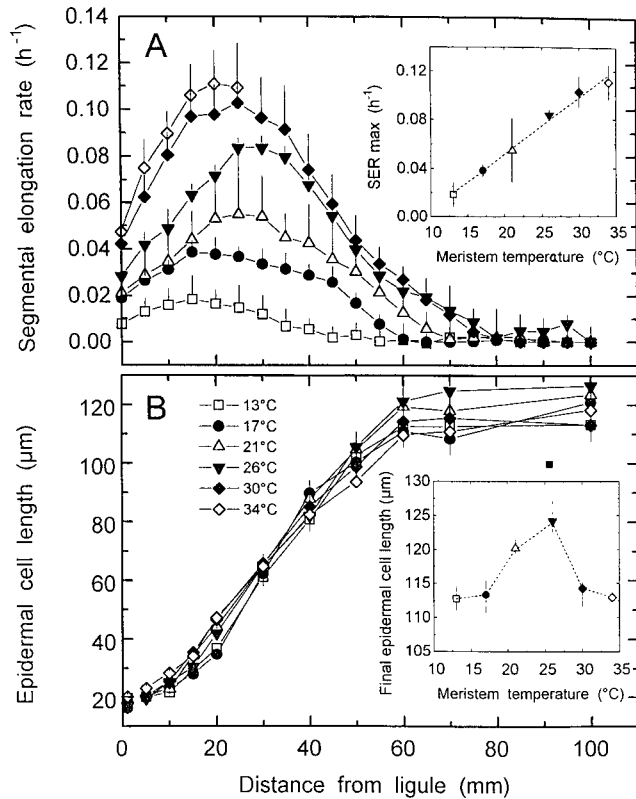 A
Segmental elongation rate (h⁻¹)
0.14
0.12
0.10
0.08
0.06
0.04
0.02
0.00
SER max (h⁻¹)
0.12
0.08
0.04
0.00
10 15 20 25 30 35
Meristem temperature (°C)
B
Epidermal cell length (µm)
120
100
80
60
40
20
13°C
17°C
21°C
26°C
30°C
34°C
Final epidermal cell length (µm)
130
125
120
115
110
105
10 15 20 25 30 35
Meristem temperature (°C)
0 20 40 60 80 100
Distance from ligule (mm)